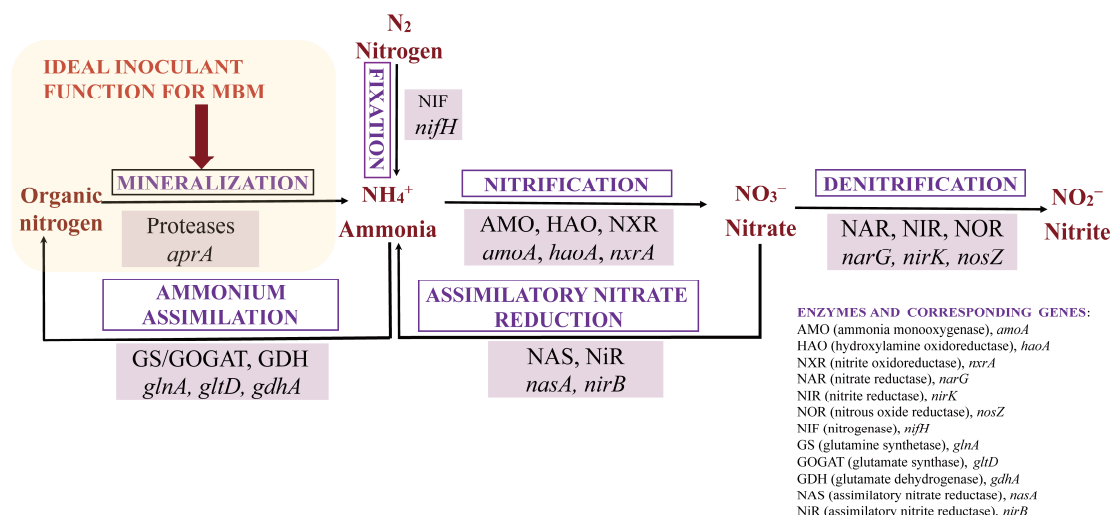 IDEAL INOCULANT
FUNCTION FOR MBM
N₂
Nitrogen
FIXATION
NIF
nifH
Organic
nitrogen
MINERALIZATION
Proteases
aprA
NH₄⁺
Ammonia
NITRIFICATION
AMO, HAO, NXR
amoA, haoA, nxrA
NO₃⁻
Nitrate
DENITRIFICATION
NAR, NIR, NOR
narG, nirK, nosZ
NO₂⁻
Nitrite
AMMONIUM
ASSIMILATION
GS/GOGAT, GDH
glnA, gltD, gdhA
ASSIMILATORY NITRATE
REDUCTION
NAS, NiR
nasA, nirB
ENZYMES AND CORRESPONDING GENES:
AMO (ammonia monooxygenase), amoA
HAO (hydroxylamine oxidoreductase), haoA
NXR (nitrite oxidoreductase), nxrA
NAR (nitrate reductase), narG
NIR (nitrite reductase), nirK
NOR (nitrous oxide reductase), nosZ
NIF (nitrogenase), nifH
GS (glutamine synthetase), glnA
GOGAT (glutamate synthase), gltD
GDH (glutamate dehydrogenase), gdhA
NAS (assimilatory nitrate reductase), nasA
NiR (assimilatory nitrite reductase), nirB